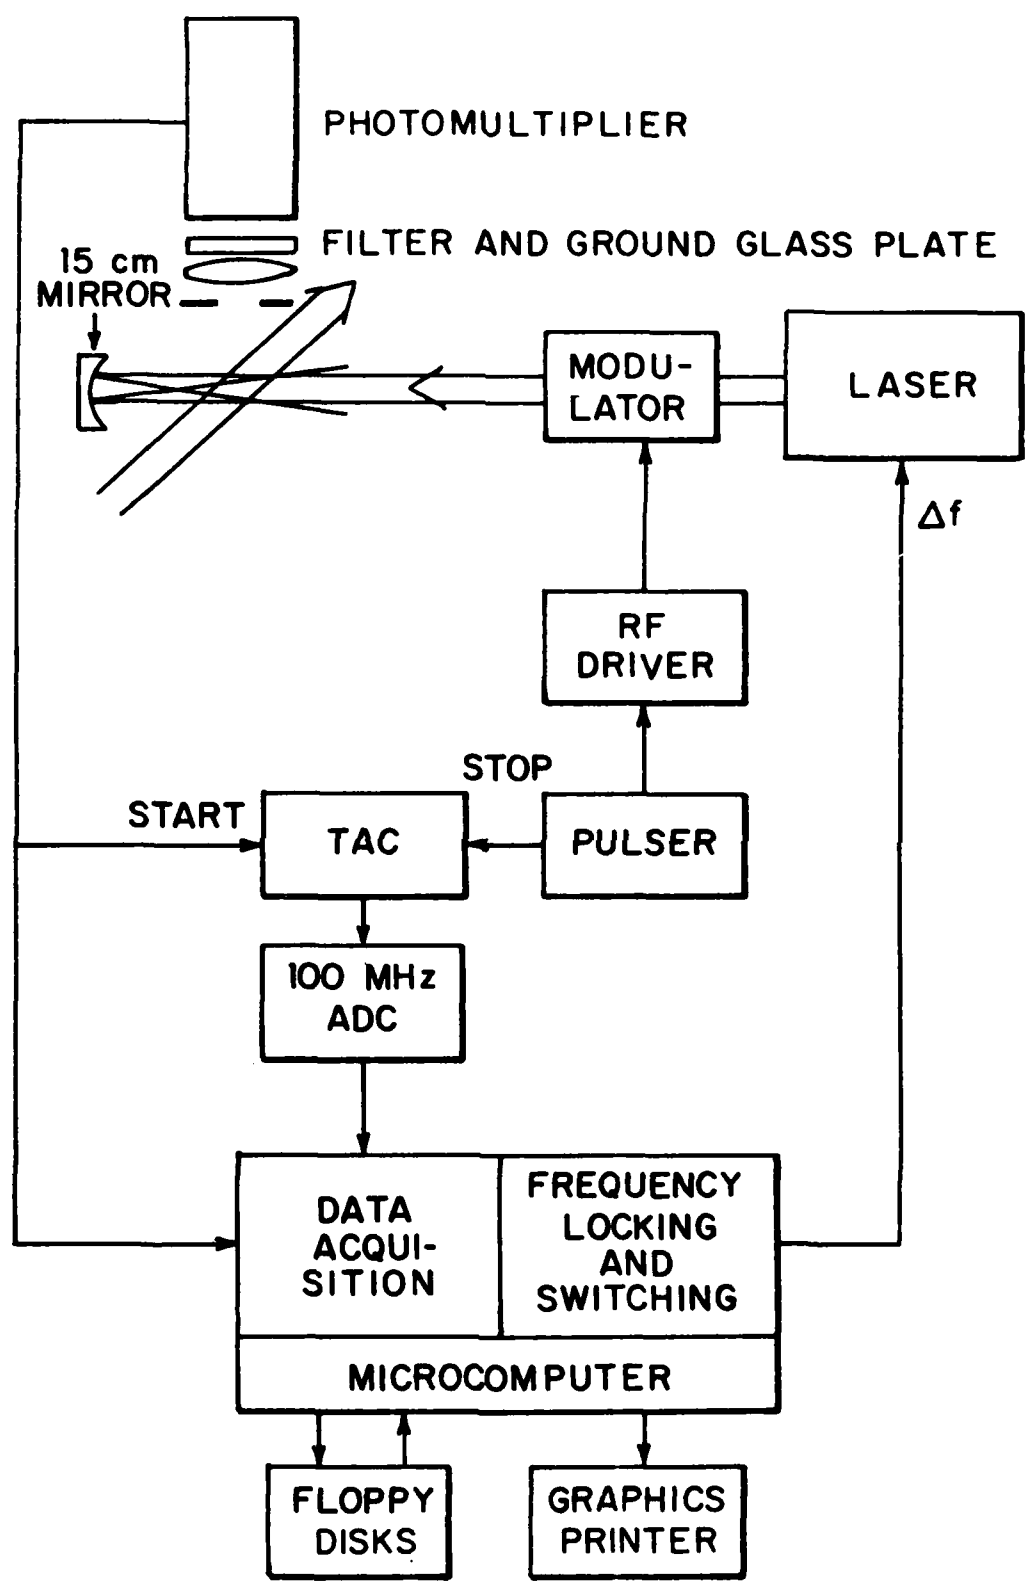 PHOTOMULTIPLIER
FILTER AND GROUND GLASS PLATE
15 cm
MIRROR
MODU-
LATOR
LASER
Δf
RF
DRIVER
STOP
START
TAC
PULSER
100 MHz
ADC
DATA
ACQUI-
SITION
FREQUENCY
LOCKING
AND
SWITCHING
MICROCOMPUTER
FLOPPY
DISKS
GRAPHICS
PRINTER